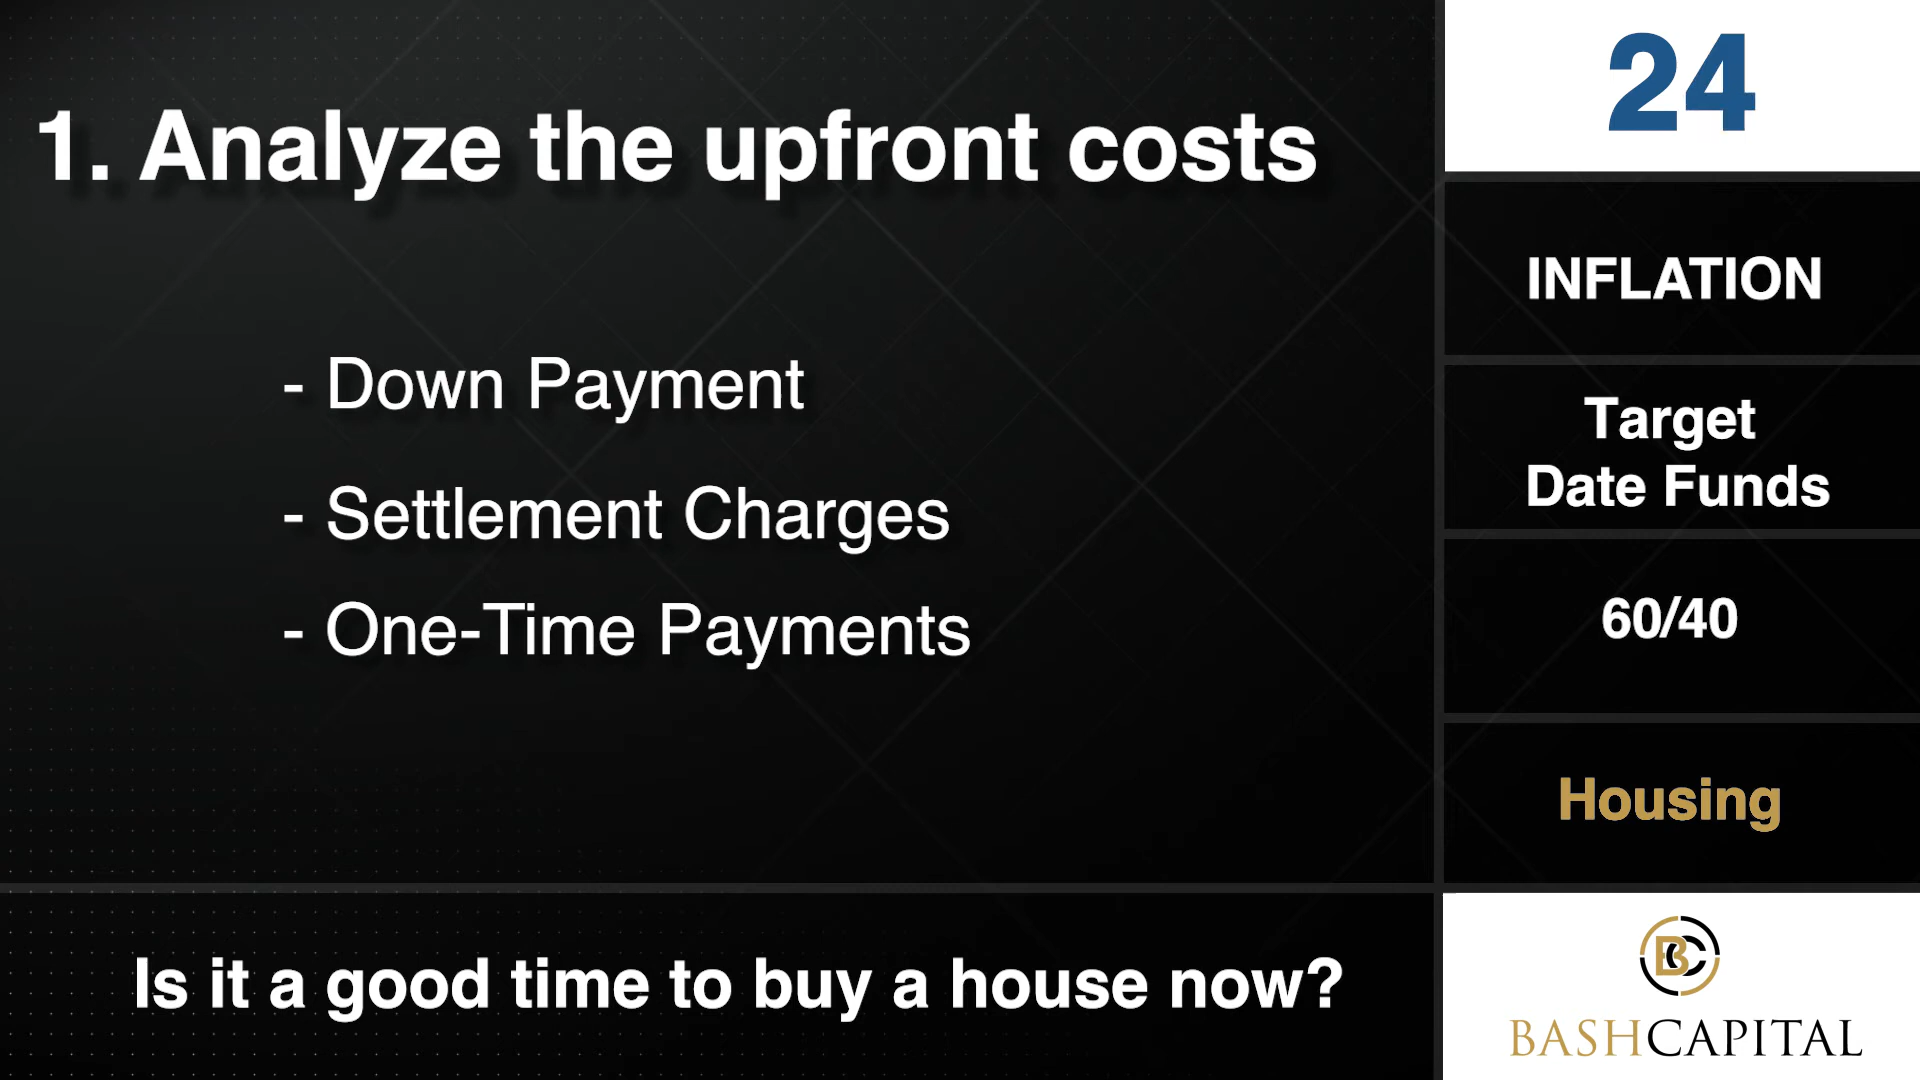 1. Analyze the upfront costs
- Down Payment
- Settlement Charges
- One-Time Payments
Is it a good time to buy a house now?
24
INFLATION
Target
Date Funds
60/40
Housing
BC
BASHCAPITAL